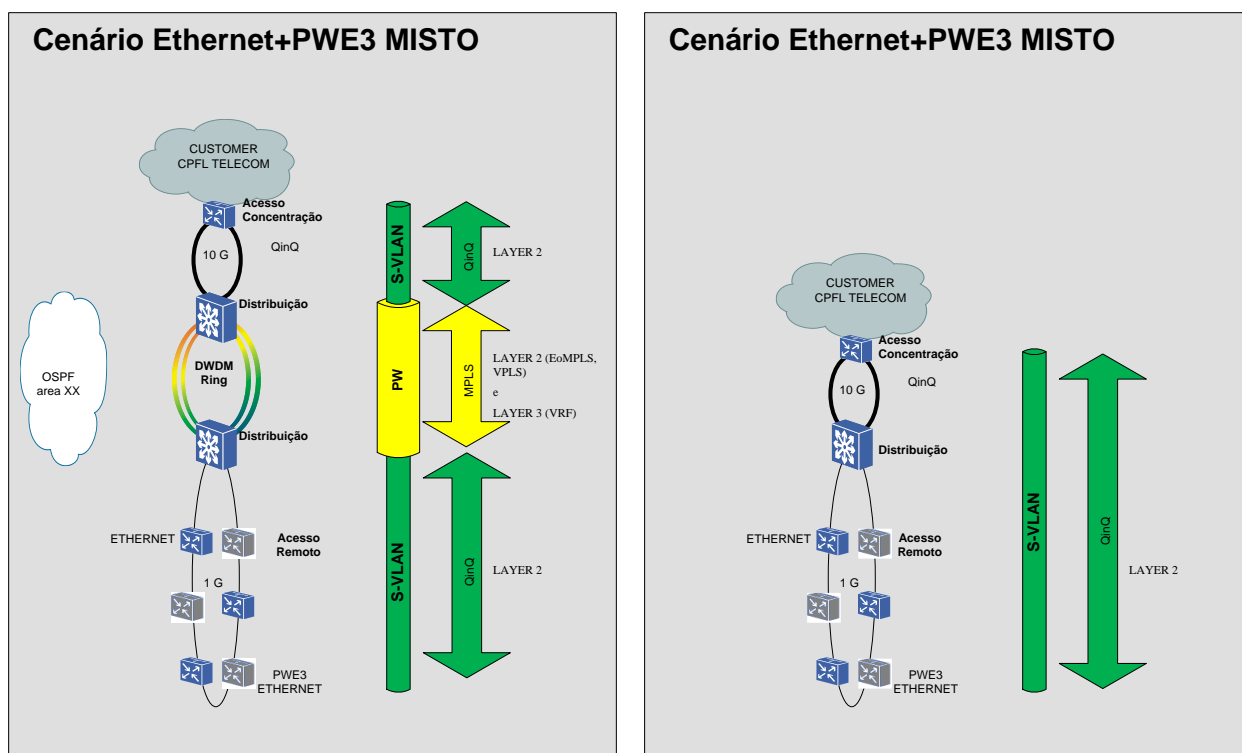 Cenário Ethernet+PWE3 MISTO
CUSTOMER
CPFL TELECOM
Acesso
Concentração
QinQ
10 G
Distribuição
DWDM
Ring
OSPF
area XX
Distribuição
ETHERNET
Acesso
Remoto
1 G
PWE3
ETHERNET
S-VLAN
QinQ
LAYER 2
PW
MPLS
LAYER 2 (EoMPLS,
VPLS)
e
LAYER 3 (VRF)
S-VLAN
QinQ
LAYER 2
Cenário Ethernet+PWE3 MISTO
CUSTOMER
CPFL TELECOM
Acesso
Concentração
QinQ
10 G
Distribuição
ETHERNET
Acesso
Remoto
1 G
PWE3
ETHERNET
S-VLAN
QinQ
LAYER 2